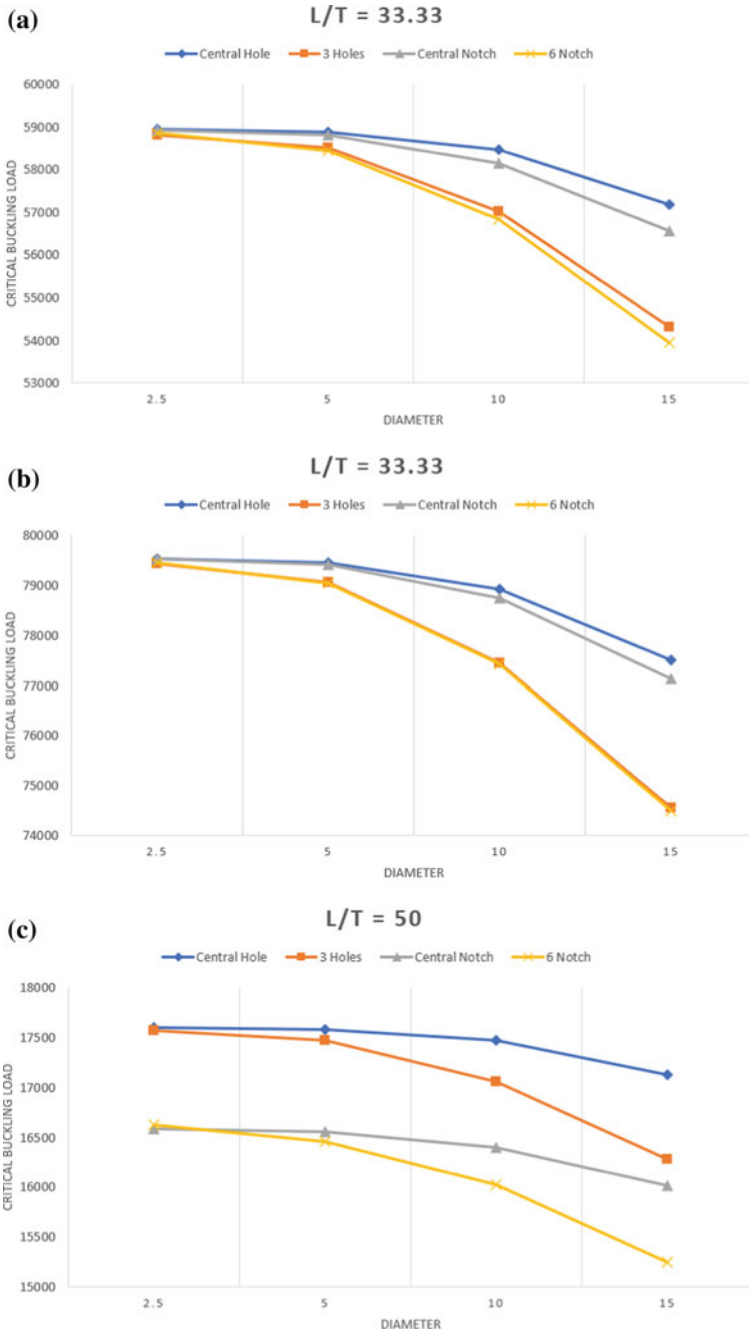 (a)
L/T = 33.33
Central Hole 3 Holes Central Notch 6 Notch
60000
59000
58000
57000
56000
55000
54000
53000
CRITICAL BUCKLING LOAD
2.5 5 10 15
DIAMETER
(b)
L/T = 33.33
Central Hole 3 Holes Central Notch 6 Notch
80000
79000
78000
77000
76000
75000
74000
CRITICAL BUCKLING LOAD
2.5 5 10 15
DIAMETER
(c)
L/T = 50
Central Hole 3 Holes Central Notch 6 Notch
18000
17500
17000
16500
16000
15500
15000
CRITICAL BUCKLING LOAD
2.5 5 10 15
DIAMETER